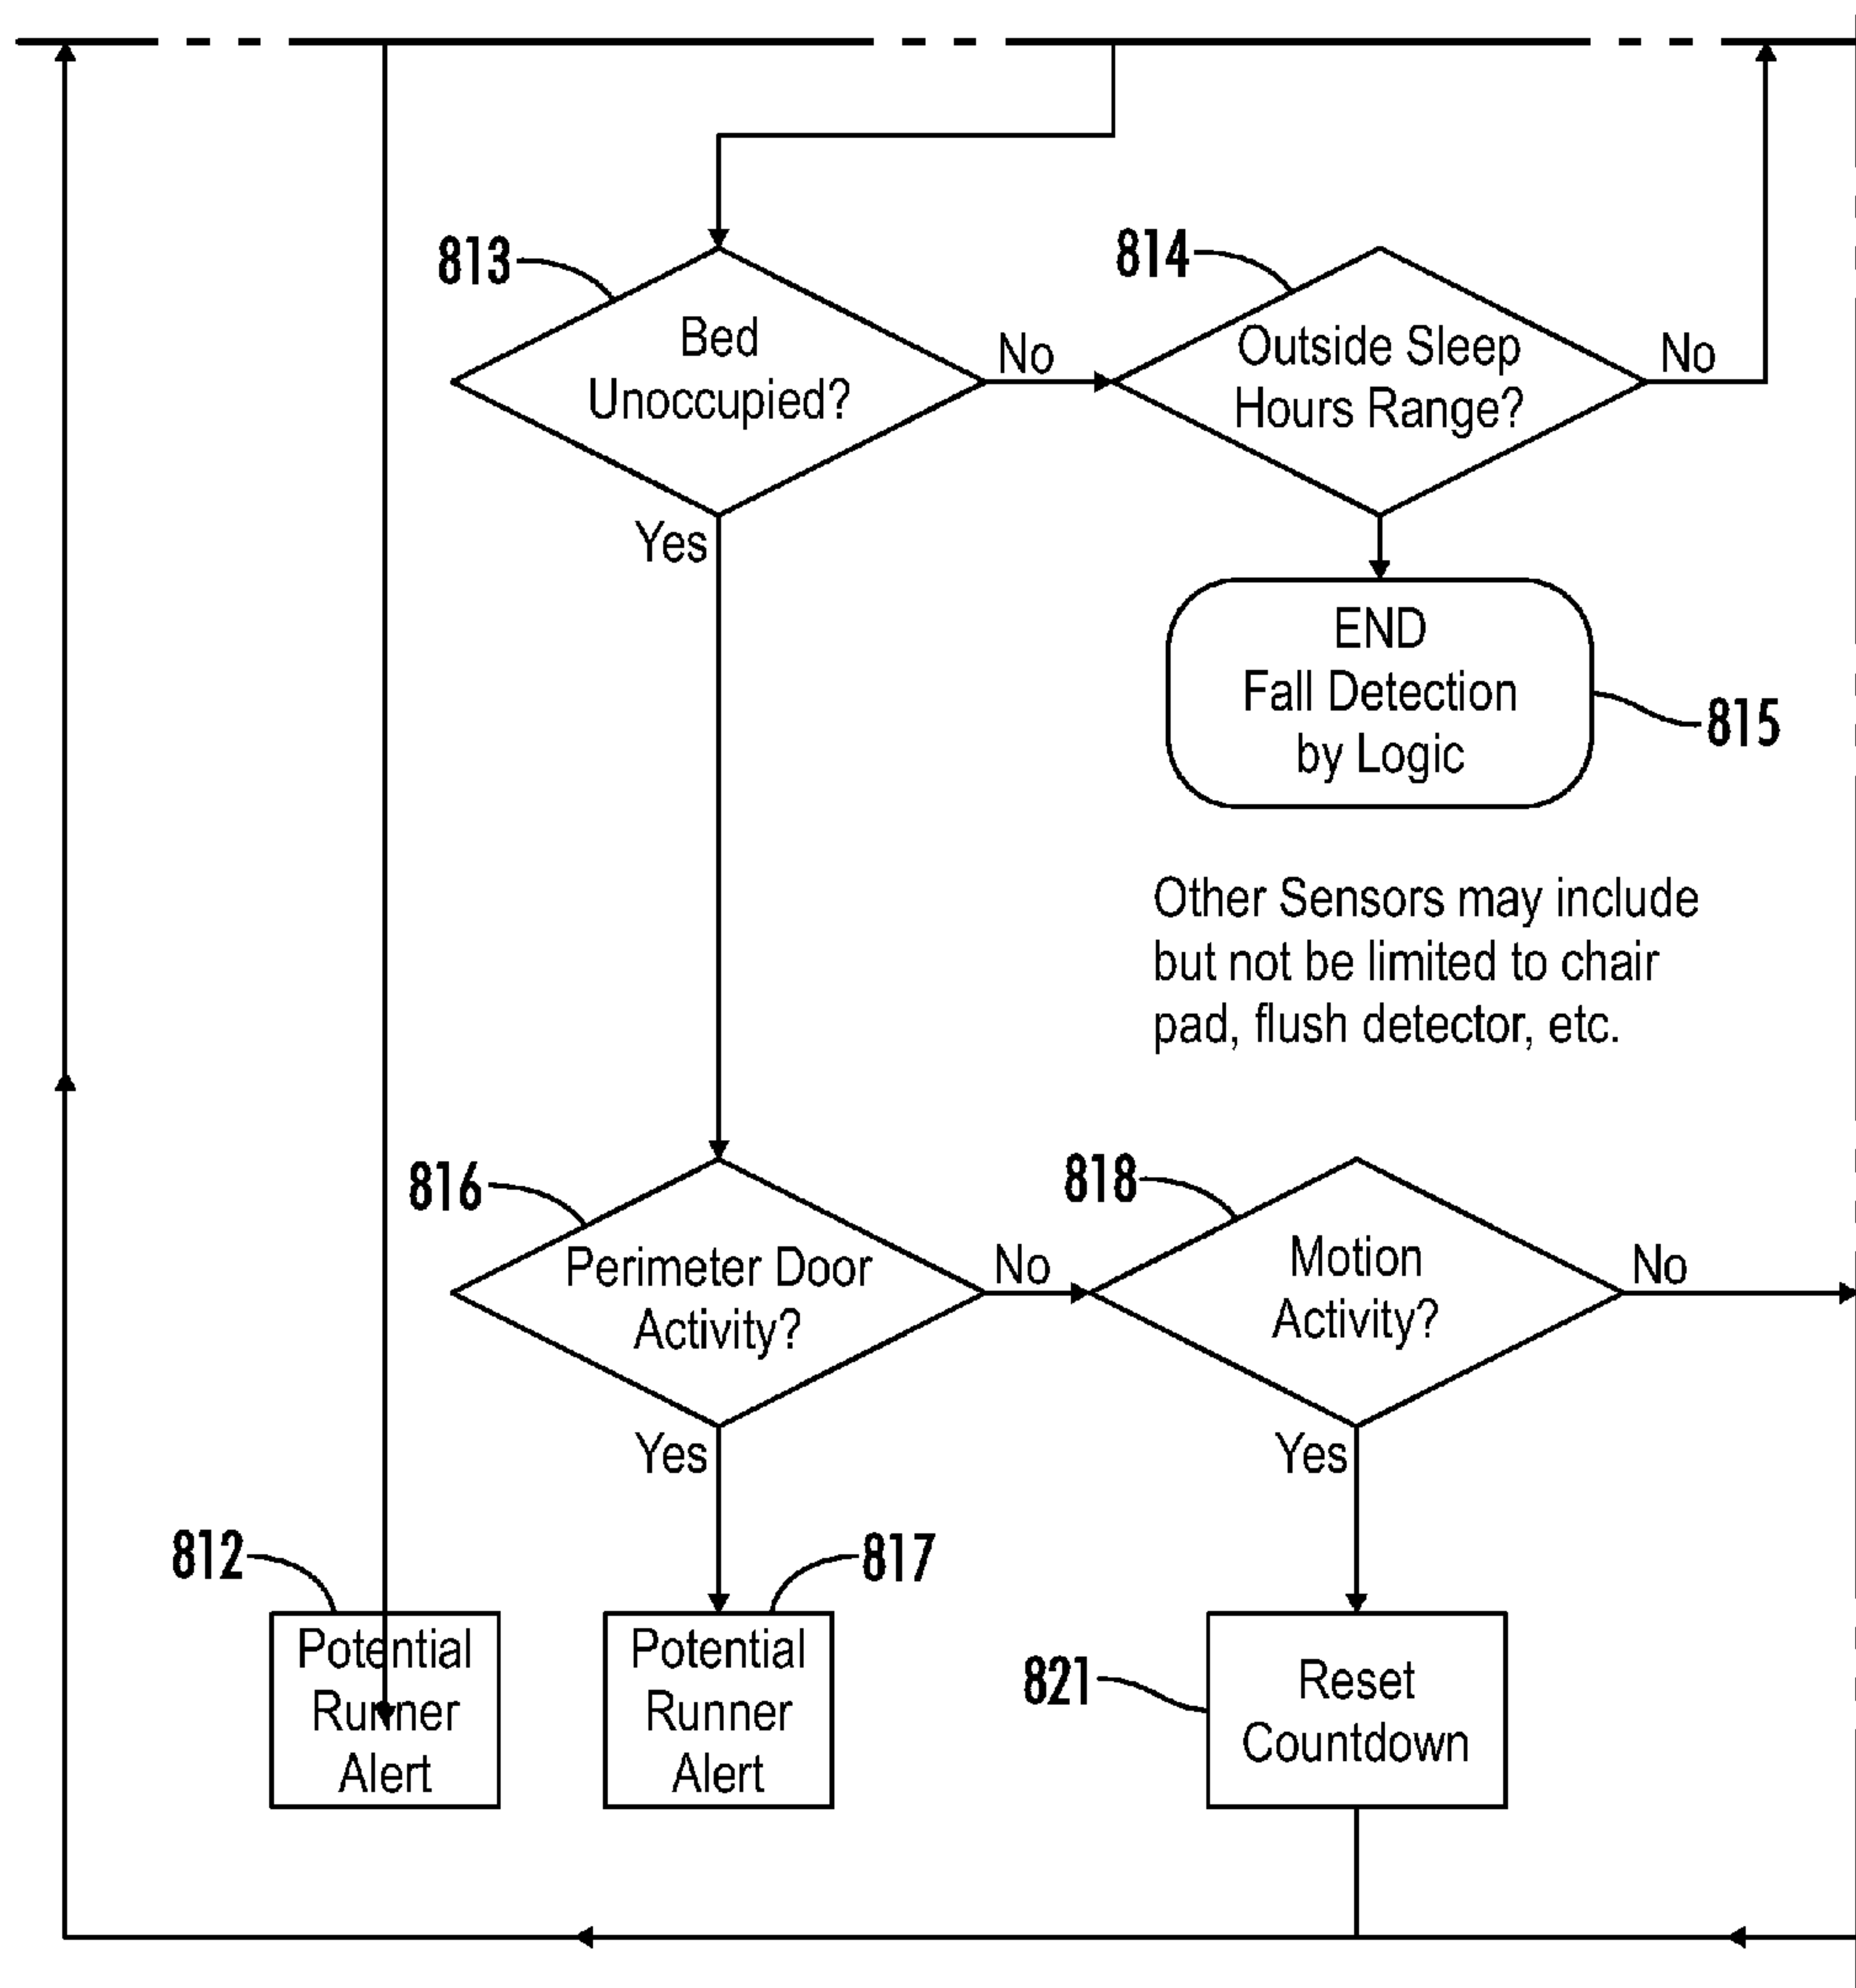 813
Bed
Unoccupied?
No
Yes
814
Outside Sleep
Hours Range?
No
END
Fall Detection
by Logic
815
Other Sensors may include
but not be limited to chair
pad, flush detector, etc.
816
Perimeter Door
Activity?
No
Yes
818
Motion
Activity?
No
Yes
812
Potential
Runner
Alert
817
Potential
Runner
Alert
821
Reset
Countdown